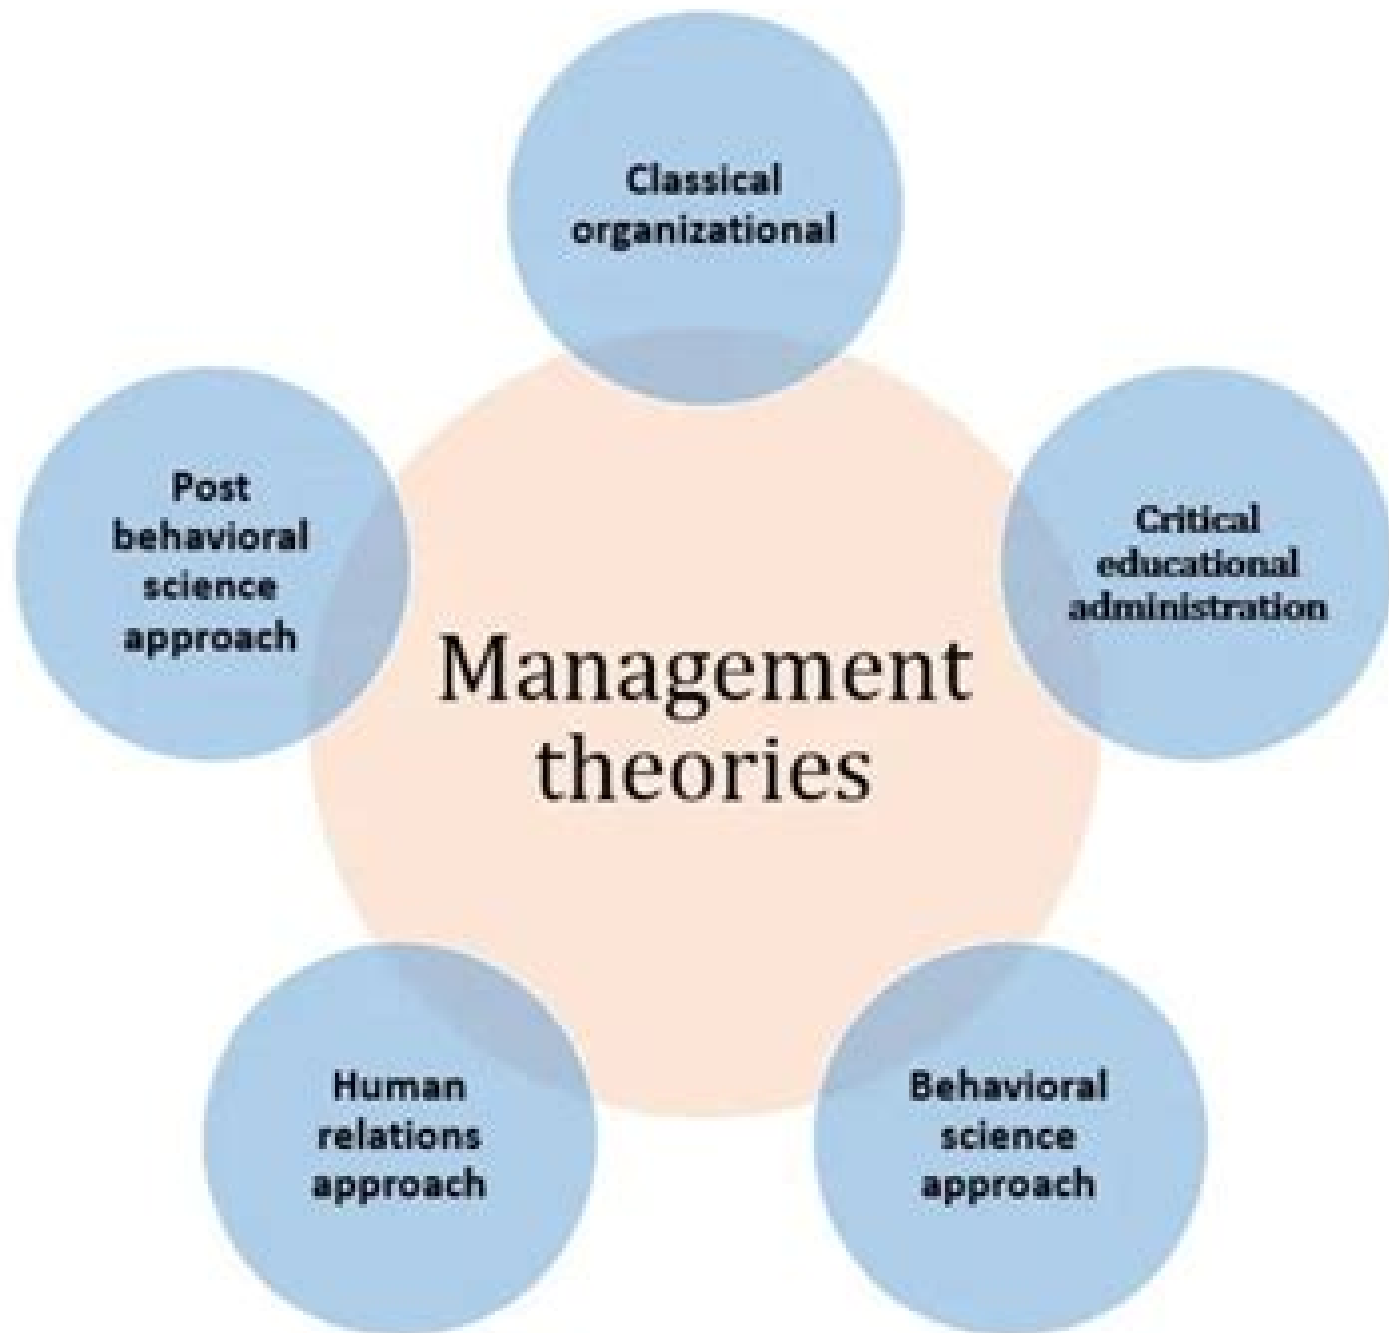 Classical
organizational
Post
behavioral
science
approach
Critical
educational
administration
Management
theories
Human
relations
approach
Behavioral
science
approach